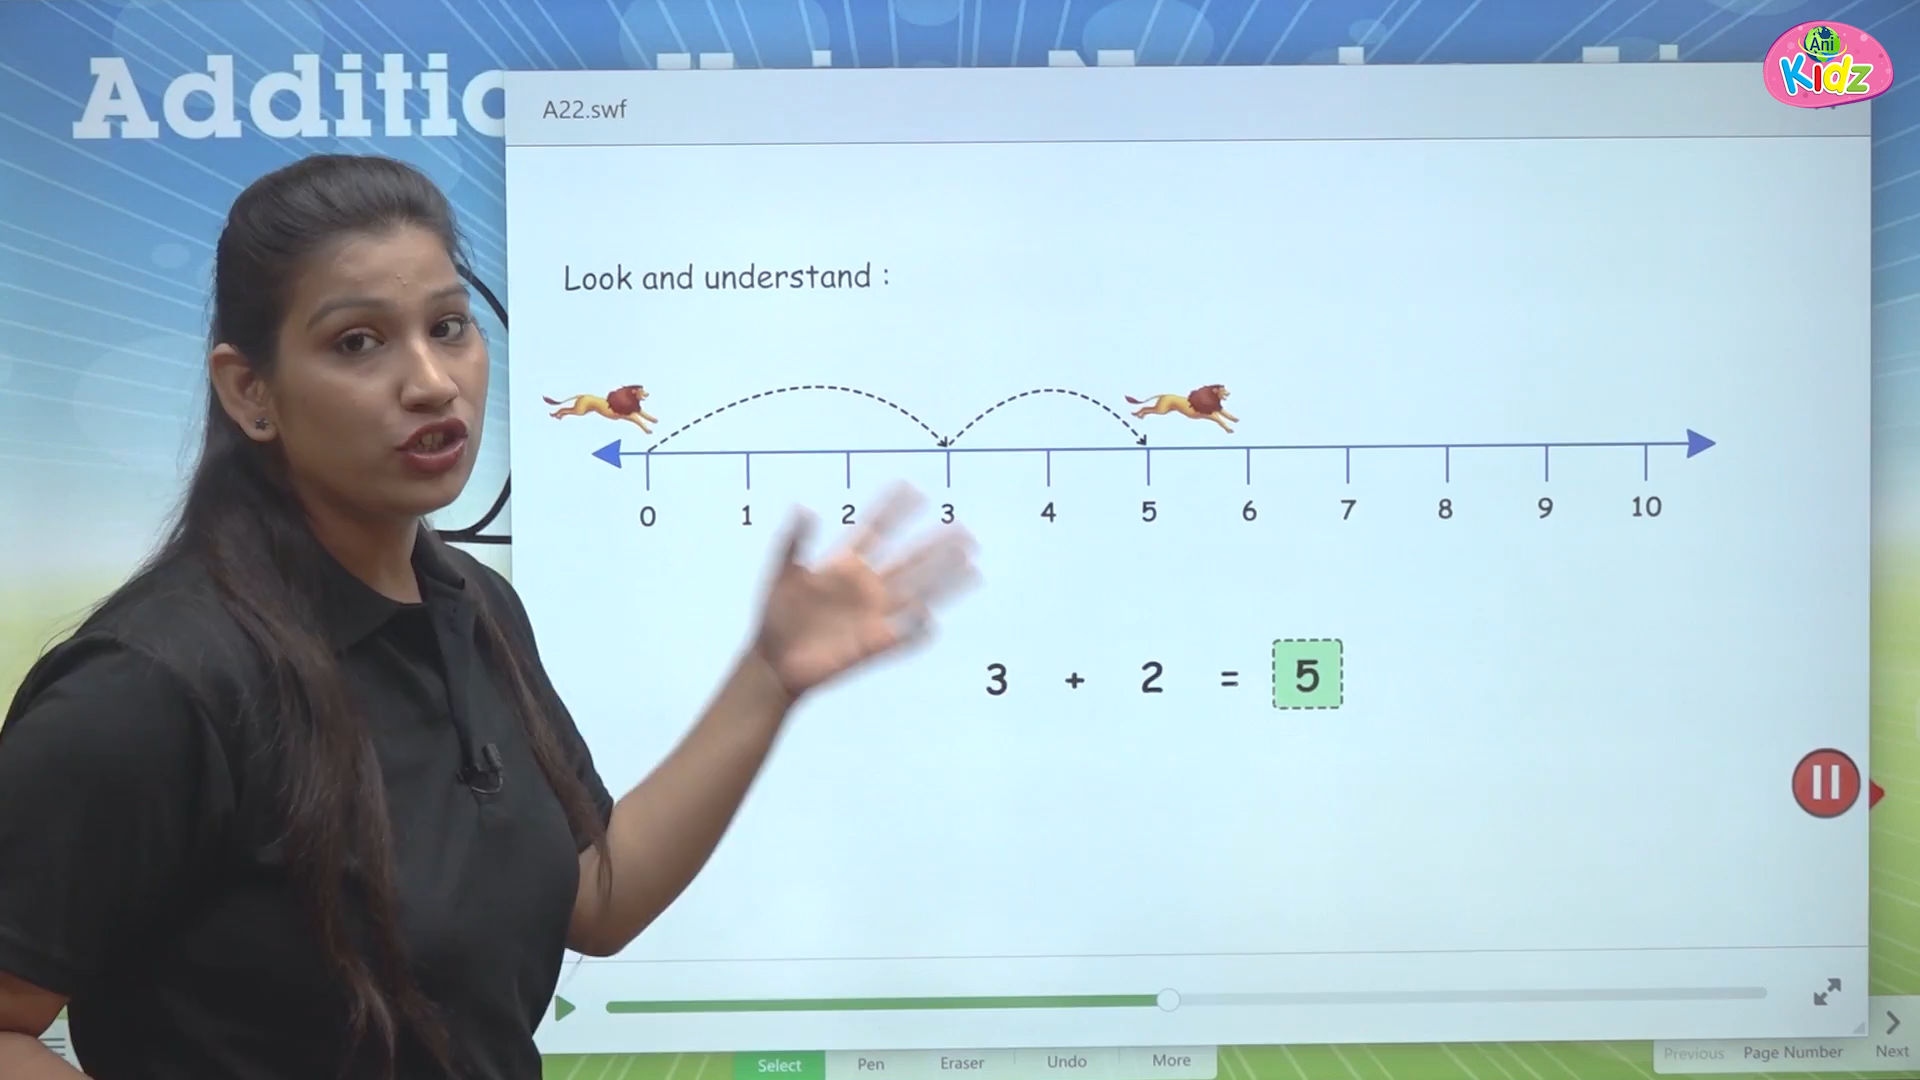 Ani
Kidz
A22.swf
Look and understand :
0 1 2 3 4 5 6 7 8 9 10
3 + 2 = 5
Select Pen Eraser Undo More
Previous Page Number Next